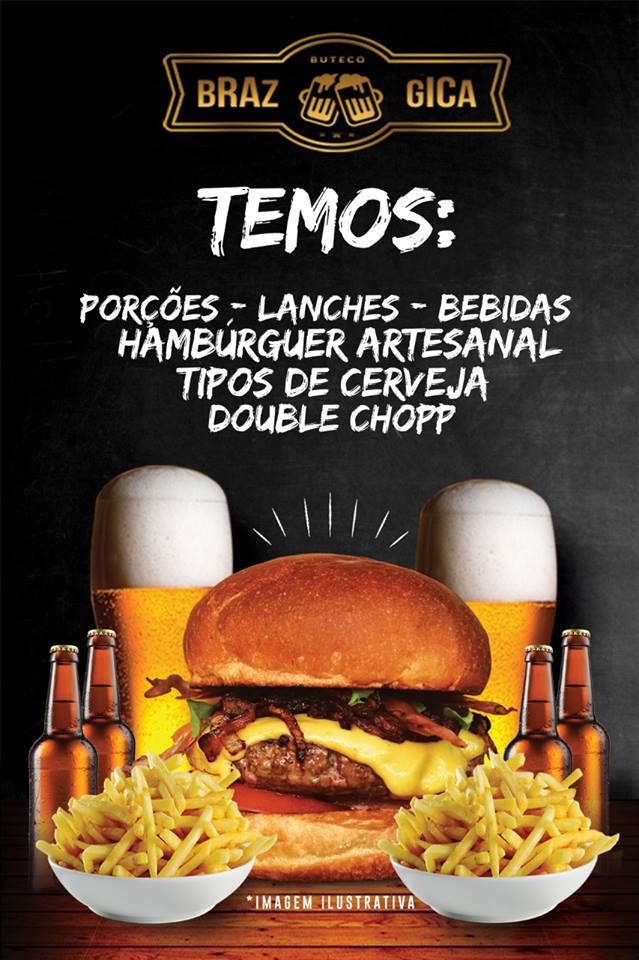 BUTECO
BRAZ GICA
TEMOS:
PORÇÕES - LANCHES - BEBIDAS
HAMBÚRGUER ARTESANAL
TIPOS DE CERVEJA
DOUBLE CHOPP
*IMAGEM ILUSTRATIVA